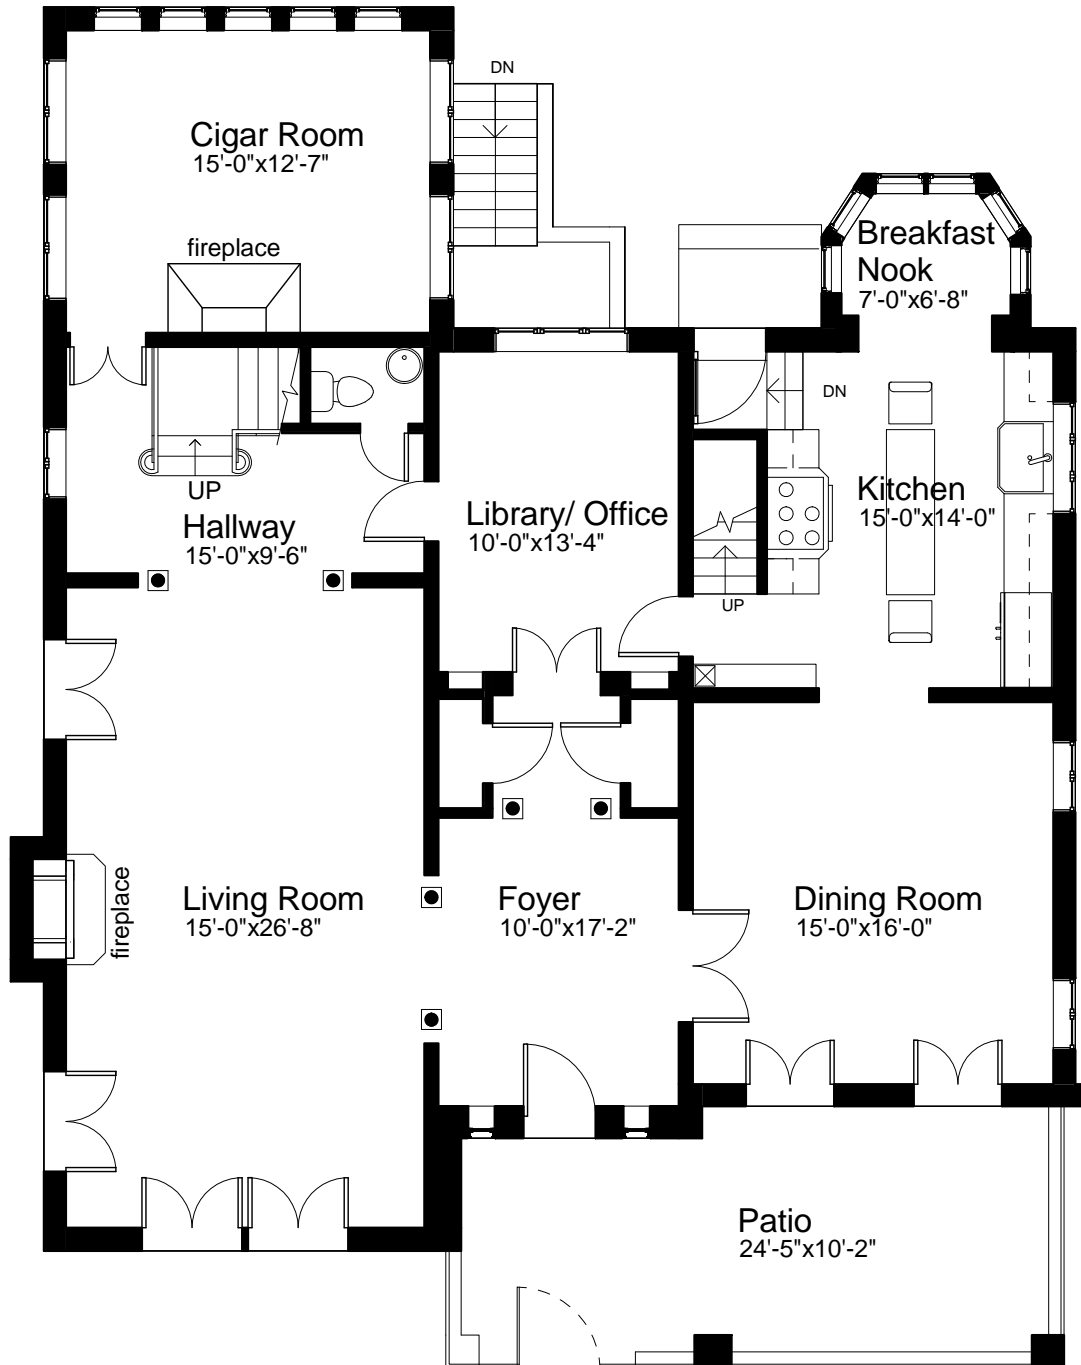 DN
Cigar Room
15'-0"x12'-7"
fireplace
Breakfast
Nook
7'-0"x6'-8"
DN
UP
Hallway
15'-0"x9'-6"
Library/ Office
10'-0"x13'-4"
Kitchen
15'-0"x14'-0"
UP
fireplace
Living Room
15'-0"x26'-8"
Foyer
10'-0"x17'-2"
Dining Room
15'-0"x16'-0"
Patio
24'-5"x10'-2"